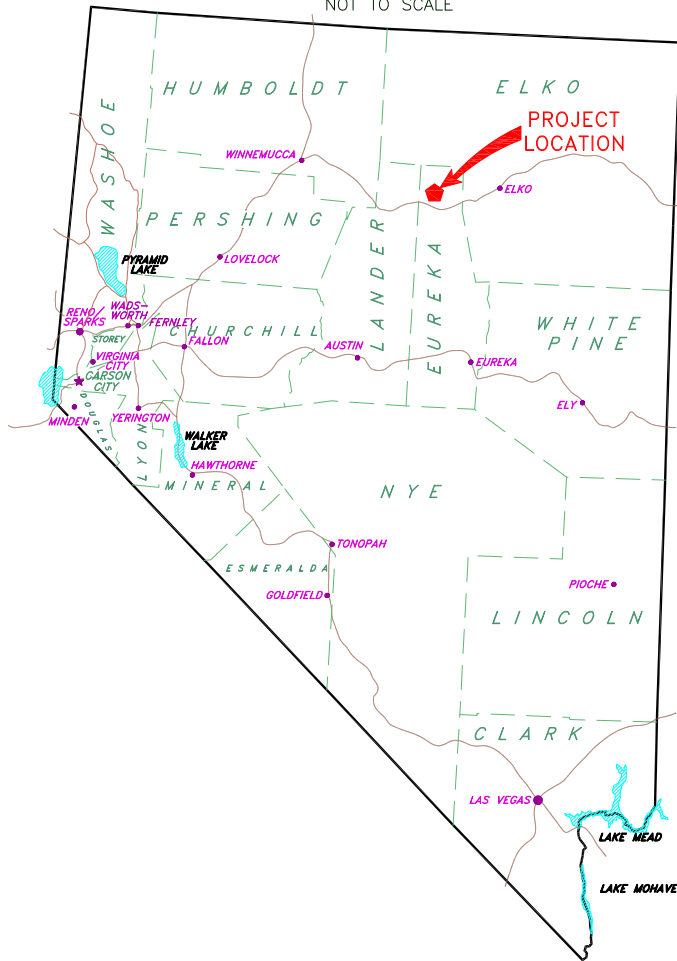 NOT TO SCALE
HUMBOLDT
ELKO
WASHOE
PROJECT
LOCATION
WINNEMUCCA
ELKO
PERSHING
LANDER
EUREKA
LOVELOCK
PYRAMID
LAKE
RENO/
SPARKS
WADS-
WORTH
FERNLEY
STOREY
CHURCHILL
FALLON
AUSTIN
EUREKA
WHITE
PINE
VIRGINIA
CITY
CARSON
CITY
ELY
MINDEN
DOUGLAS
YERINGTON
LYON
WALKER
LAKE
HAWTHORNE
MINERAL
NYE
TONOPAH
ESMERALDA
GOLDFIELD
PIOCHE
LINCOLN
CLARK
LAS VEGAS
LAKE MEAD
LAKE MOHAVE